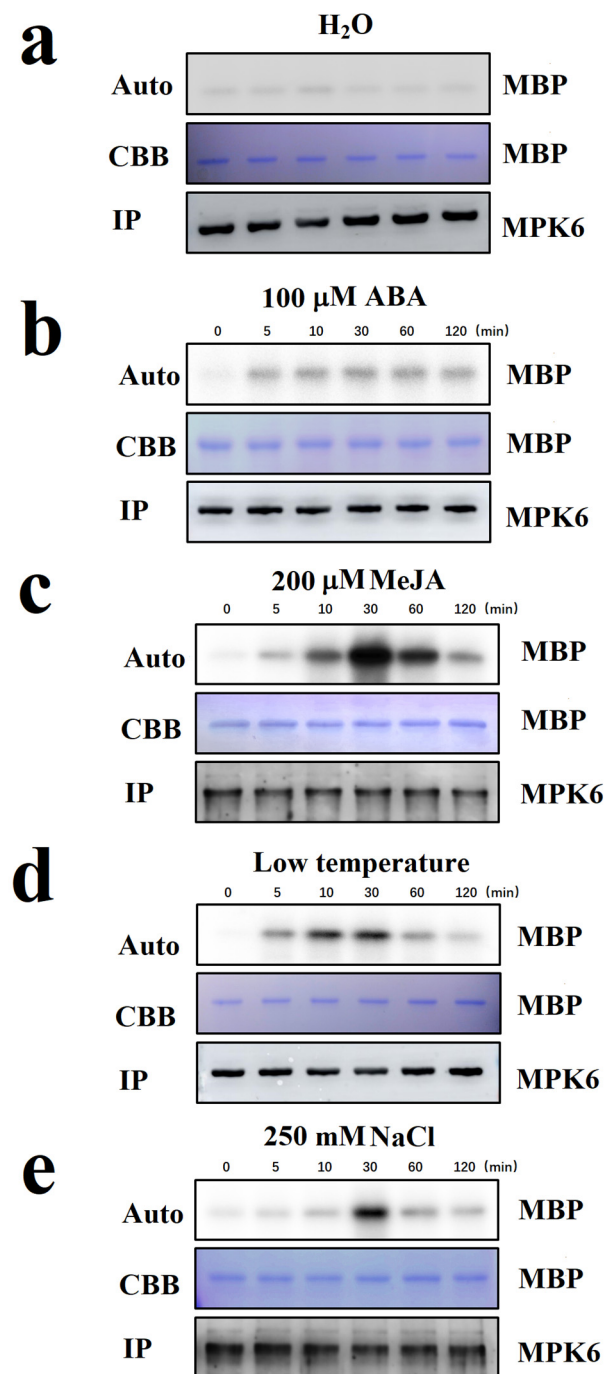 a
H₂O
Auto MBP
CBB MBP
IP MPK6
b
100 μM ABA
0 5 10 30 60 120 (min)
Auto MBP
CBB MBP
IP MPK6
c
200 μM MeJA
0 5 10 30 60 120 (min)
Auto MBP
CBB MBP
IP MPK6
d
Low temperature
0 5 10 30 60 120 (min)
Auto MBP
CBB MBP
IP MPK6
e
250 mM NaCl
0 5 10 30 60 120 (min)
Auto MBP
CBB MBP
IP MPK6